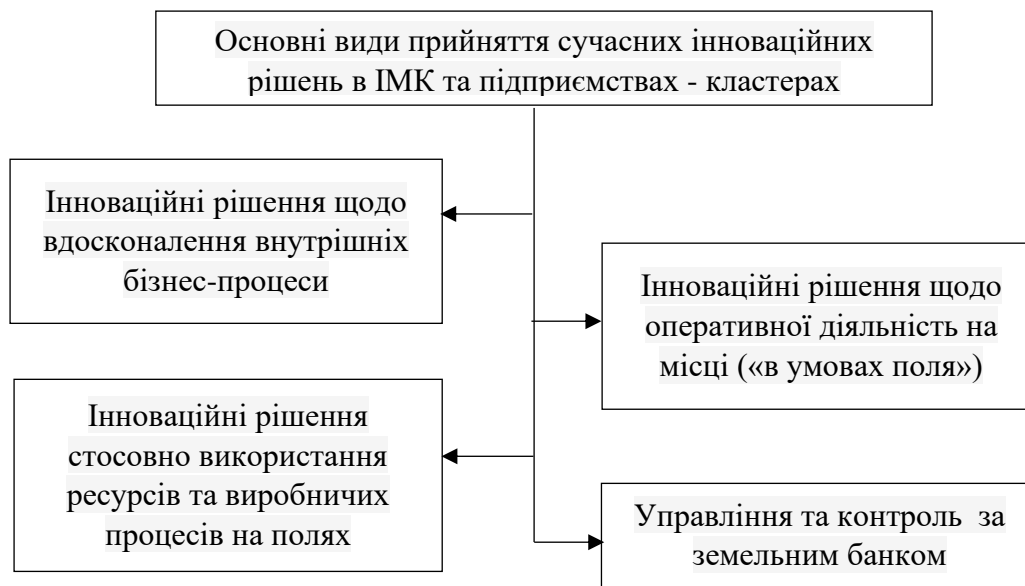 Основні види прийняття сучасних інноваційних
рішень в ІМК та підприємствах - кластерах
Інноваційні рішення щодо
вдосконалення внутрішніх
бізнес-процеси
Інноваційні рішення щодо
оперативної діяльність на
місці («в умовах поля»)
Інноваційні рішення
стосовно використання
ресурсів та виробничих
процесів на полях
Управління та контроль за
земельним банком